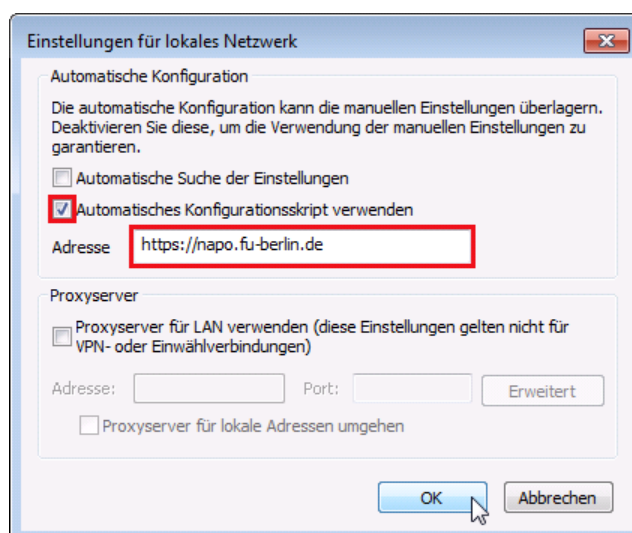 Einstellungen für lokales Netzwerk
Automatische Konfiguration
Die automatische Konfiguration kann die manuellen Einstellungen überlagern.
Deaktivieren Sie diese, um die Verwendung der manuellen Einstellungen zu
garantieren.
Automatische Suche der Einstellungen
Automatisches Konfigurationsskript verwenden
Adresse https://napo.fu-berlin.de
Proxyserver
Proxyserver für LAN verwenden (diese Einstellungen gelten nicht für
VPN- oder Einwählverbindungen)
Adresse: Port: Erweitert
Proxyserver für lokale Adressen umgehen
OK Abbrechen